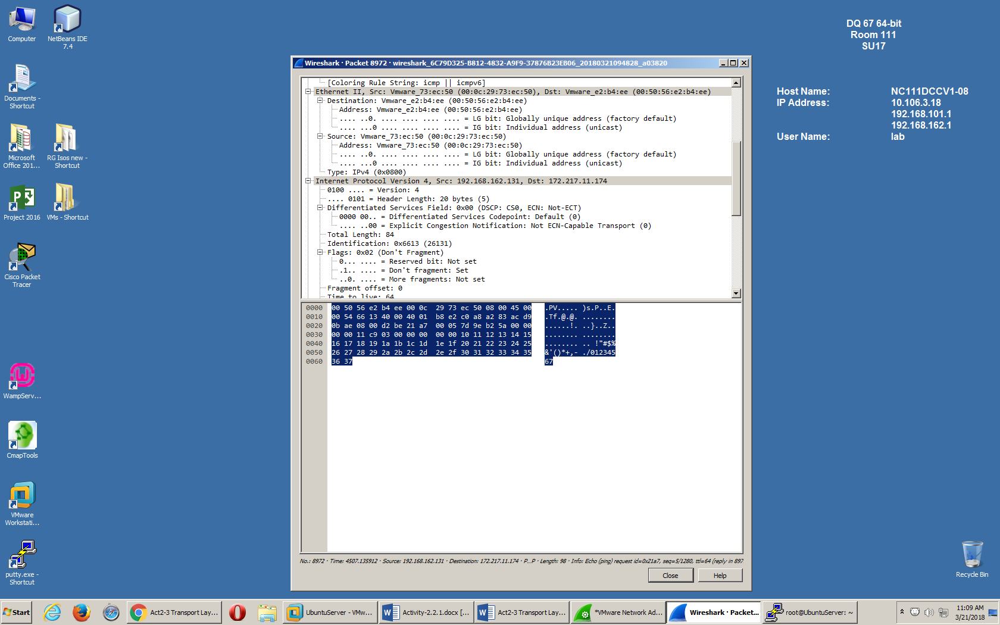 Computer
NetBeans IDE
7.4
Documents -
Shortcut
Microsoft
Office 201...
RG Isos new -
Shortcut
Project 2016
VMs - Shortcut
Cisco Packet
Tracer
WampServ...
CmapTools
VMware
Workstati...
putty.exe -
Shortcut
DQ 67 64-bit
Room 111
SU17
Host Name: NC111DCCV1-08
IP Address: 10.106.3.18
192.168.101.1
192.168.162.1
User Name: lab
Wireshark · Packet 8972 · wireshark_6C79D325-B812-4832-A9F9-37876B23EB06_20180321094828_a03820
[Coloring Rule String: icmp || icmpv6]
Ethernet II, Src: Vmware_73:ec:50 (00:0c:29:73:ec:50), Dst: Vmware_e2:b4:ee (00:50:56:e2:b4:ee)
Destination: Vmware_e2:b4:ee (00:50:56:e2:b4:ee)
Address: Vmware_e2:b4:ee (00:50:56:e2:b4:ee)
.... ..0. .... .... .... .... = LG bit: Globally unique address (factory default)
.... ...0 .... .... .... .... = IG bit: Individual address (unicast)
Source: Vmware_73:ec:50 (00:0c:29:73:ec:50)
Address: Vmware_73:ec:50 (00:0c:29:73:ec:50)
.... ..0. .... .... .... .... = LG bit: Globally unique address (factory default)
.... ...0 .... .... .... .... = IG bit: Individual address (unicast)
Type: IPv4 (0x0800)
Internet Protocol Version 4, Src: 192.168.162.131, Dst: 172.217.11.174
0100 .... = Version: 4
.... 0101 = Header Length: 20 bytes (5)
Differentiated Services Field: 0x00 (DSCP: CS0, ECN: Not-ECT)
0000 00.. = Differentiated Services Codepoint: Default (0)
.... ..00 = Explicit Congestion Notification: Not ECN-Capable Transport (0)
Total Length: 84
Identification: 0x6613 (26131)
Flags: 0x02 (Don't Fragment)
0... .... = Reserved bit: Not set
.1.. .... = Don't fragment: Set
..0. .... = More fragments: Not set
Fragment offset: 0
Time to live: 64
0000 00 50 56 e2 b4 ee 00 0c 29 73 ec 50 08 00 45 00 .PV..... )s.P..E.
0010 00 54 66 13 40 00 40 01 b8 e2 c0 a8 a2 83 ac d9 .Tf.@.@. ........
0020 0b ae 08 00 d2 be 21 a7 00 05 7d 9e b2 5a 00 00 ......!. ..}..Z..
0030 00 00 11 c9 03 00 00 00 00 00 10 11 12 13 14 15 ........ ........
0040 16 17 18 19 1a 1b 1c 1d 1e 1f 20 21 22 23 24 25 ........ .. !"#$%
0050 26 27 28 29 2a 2b 2c 2d 2e 2f 30 31 32 33 34 35 &'()*+,- ./012345
0060 36 37 67
No.: 8972 · Time: 4507.135912 · Source: 192.168.162.131 · Destination: 172.217.11.174 · P...P · Length: 98 · Info: Echo (ping) request id=0x21a7, seq=5/1280, ttl=64 (reply in 897
Close
Help
Recycle Bin
Start
Act2-3 Transport Lay...
UbuntuServer - VMw...
Activity-2.2.1.docx [...
Act2-3 Transport Lay...
*VMware Network Ad...
Wireshark · Packet...
root@UbuntuServer: ~
11:09 AM
3/21/2018